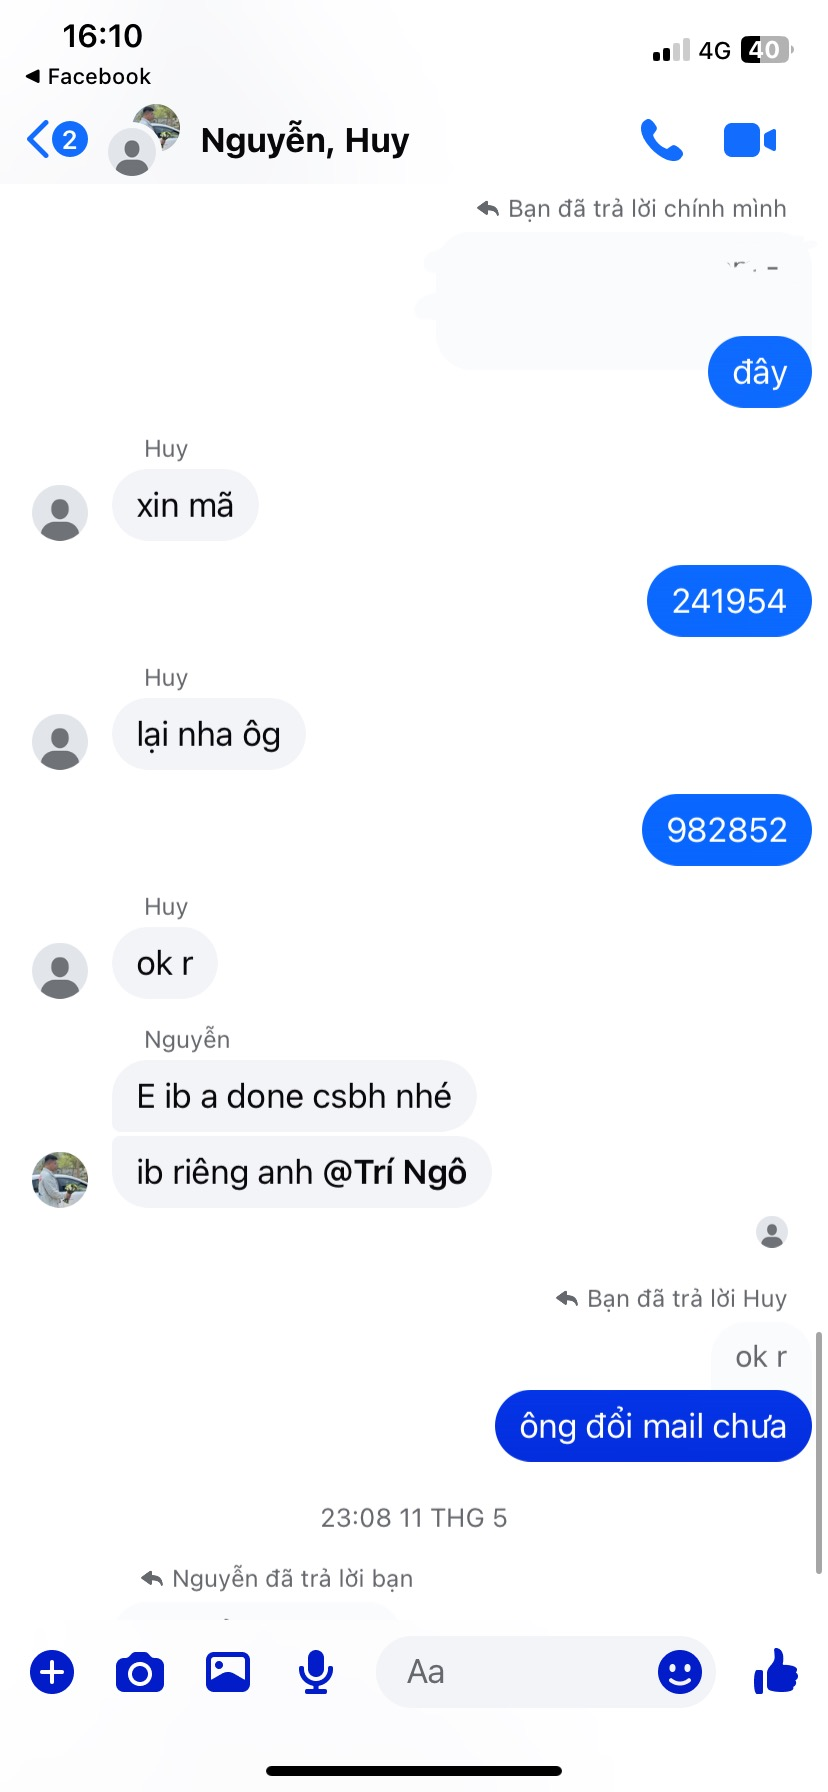 16:10
4G 40
Facebook
2
Nguyễn, Huy
Bạn đã trả lời chính mình
đây
Huy
xin mã
241954
Huy
lại nha ôg
982852
Huy
ok r
Nguyễn
E ib a done csbh nhé
ib riêng anh @Trí Ngô
Bạn đã trả lời Huy
ok r
ông đổi mail chưa
23:08 11 THG 5
Nguyễn đã trả lời bạn
Aa